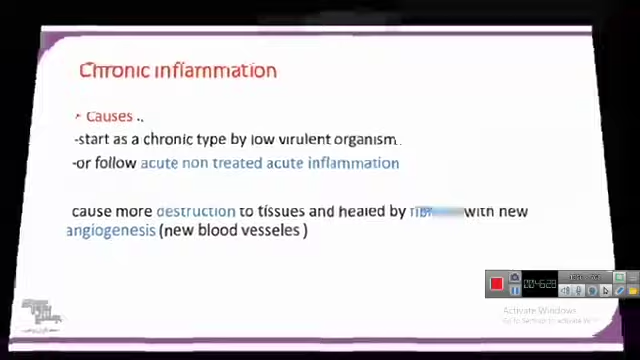 Chronic inflammation
Causes ..
-start as a chronic type by low virulent organism..
-or follow acute non treated acute inflammation
cause more destruction to tissues and healed by with new
angiogenesis (new blood vesseles )
Activate Windows